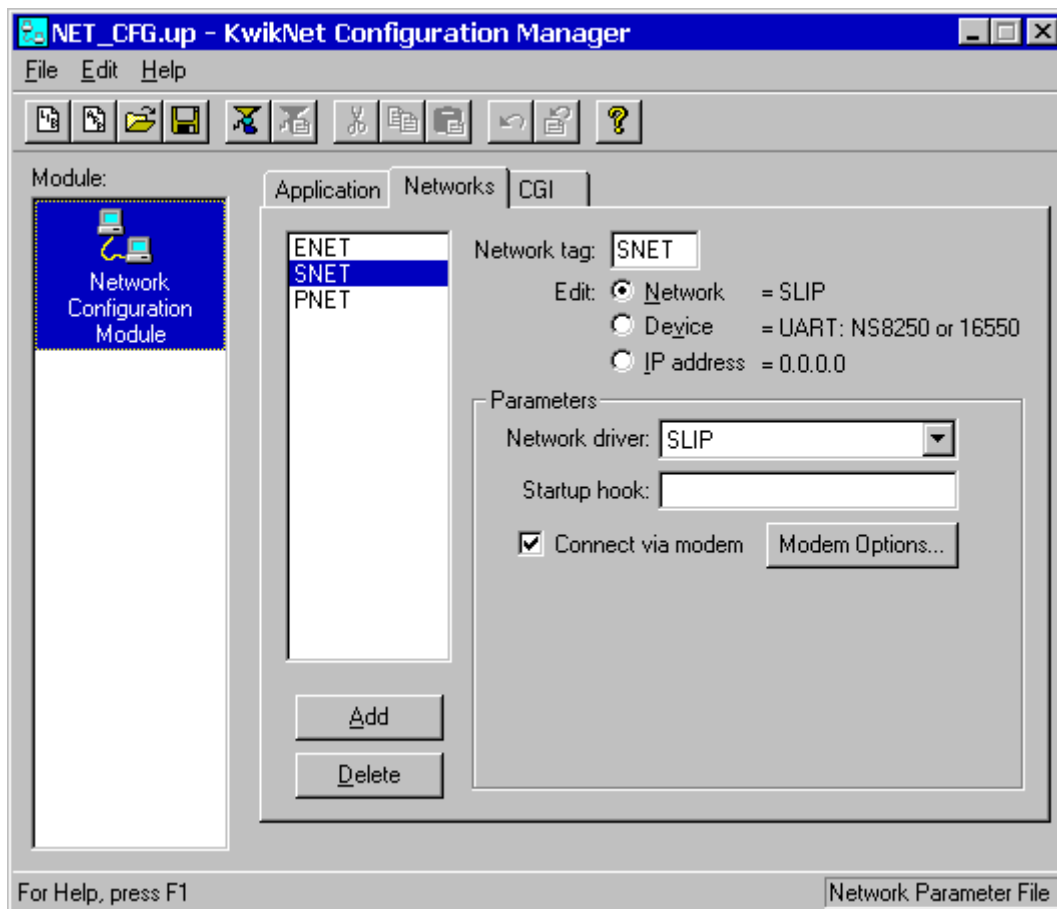 NET_CFG.up - KwikNet Configuration Manager
File Edit Help
Module:
Network
Configuration
Module
Application Networks CGI
ENET
SNET
PNET
Network tag: SNET
Edit: Network = SLIP
Device = UART: NS8250 or 16550
IP address = 0.0.0.0
Parameters
Network driver: SLIP
Startup hook:
Connect via modem Modem Options...
Add
Delete
For Help, press F1 Network Parameter File